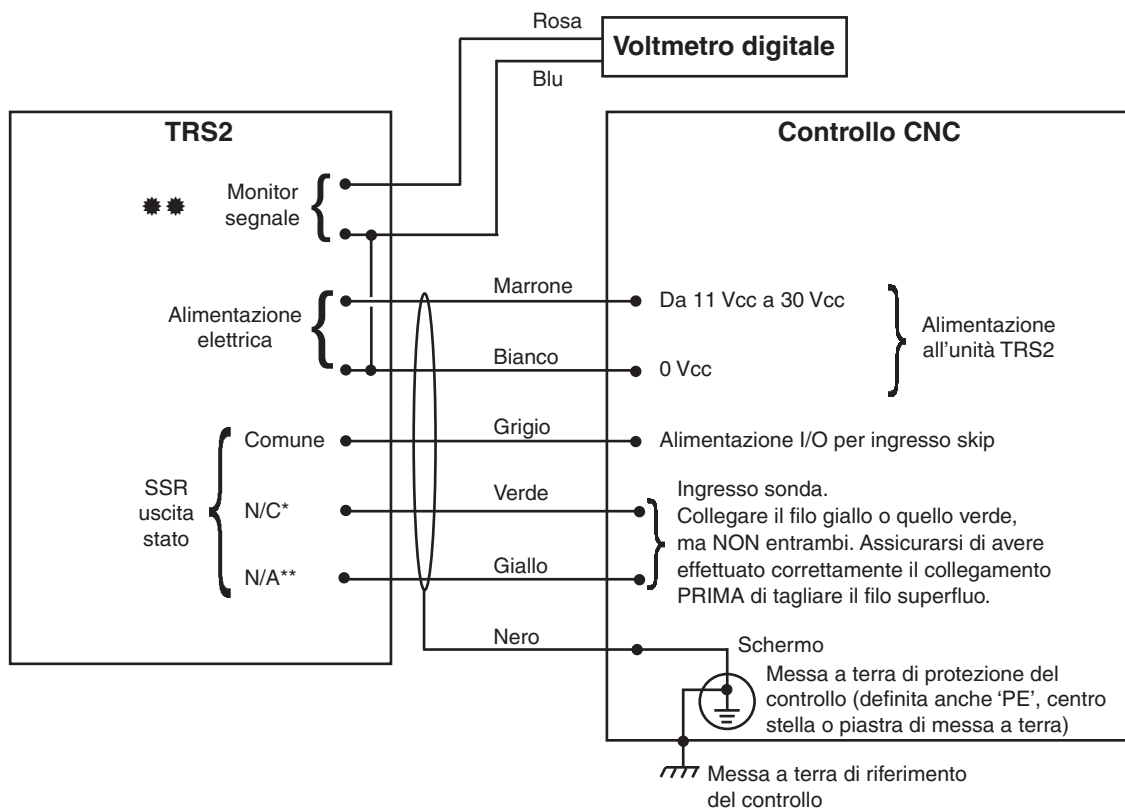 Rosa
Voltmetro digitale
Blu
TRS2
Controllo CNC
Monitor
segnale
Marrone
Da 11 Vcc a 30 Vcc
Alimentazione
elettrica
Alimentazione
all'unità TRS2
Bianco
0 Vcc
Comune
Grigio
Alimentazione I/O per ingresso skip
SSR
uscita
stato
N/C*
Verde
N/A**
Giallo
Ingresso sonda.
Collegare il filo giallo o quello verde,
ma NON entrambi. Assicurarsi di avere
effettuato correttamente il collegamento
PRIMA di tagliare il filo superfluo.
Nero
Schermo
Messa a terra di protezione del
controllo (definita anche ‘PE’, centro
stella o piastra di messa a terra)
Messa a terra di riferimento
del controllo